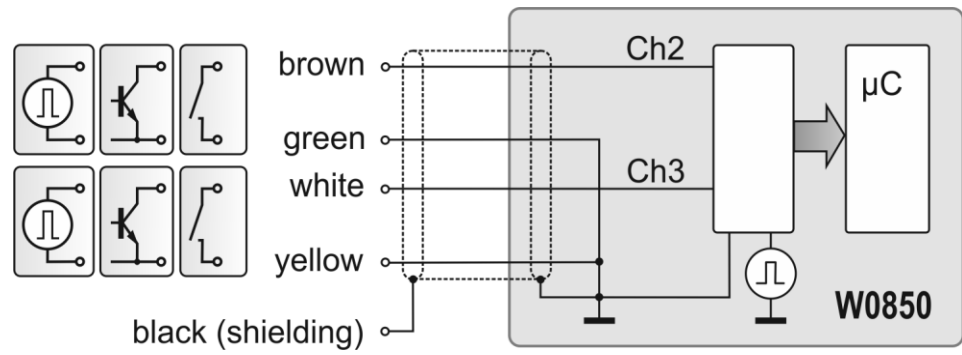 brown
Ch2
µC
green
white
Ch3
yellow
W0850
black (shielding)